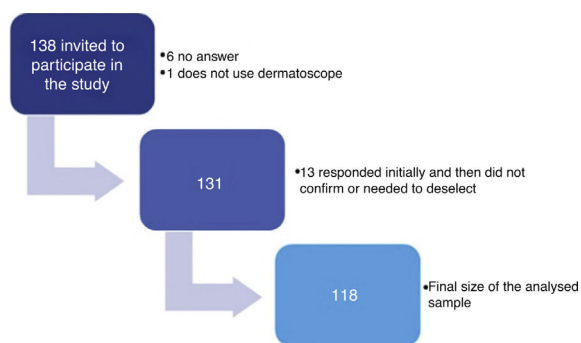 138 invited to
participate in
the study
•6 no answer
•1 does not use dermatoscope
131
•13 responded initially and then did not
confirm or needed to deselect
118
•Final size of the analysed
sample